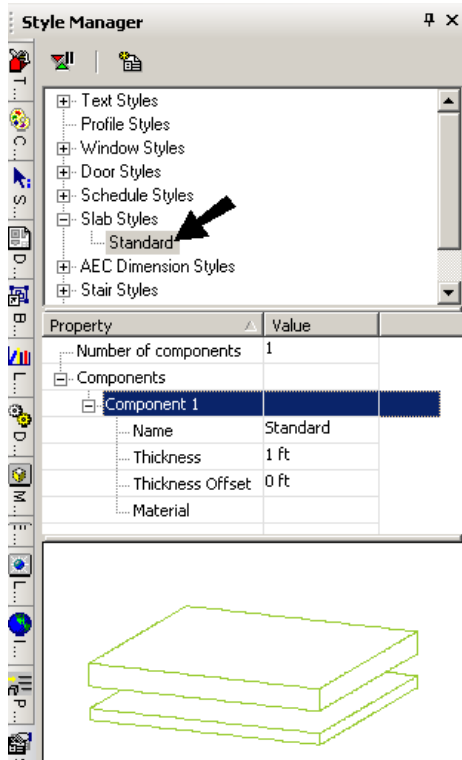 Style Manager
T...
C...
S...
D...
B...
L...
D...
M...
L...
I...
P...
Text Styles
Profile Styles
Window Styles
Door Styles
Schedule Styles
Slab Styles
Standard
AEC Dimension Styles
Stair Styles
Property Value
Number of components 1
Components
Component 1
Name Standard
Thickness 1 ft
Thickness Offset 0 ft
Material